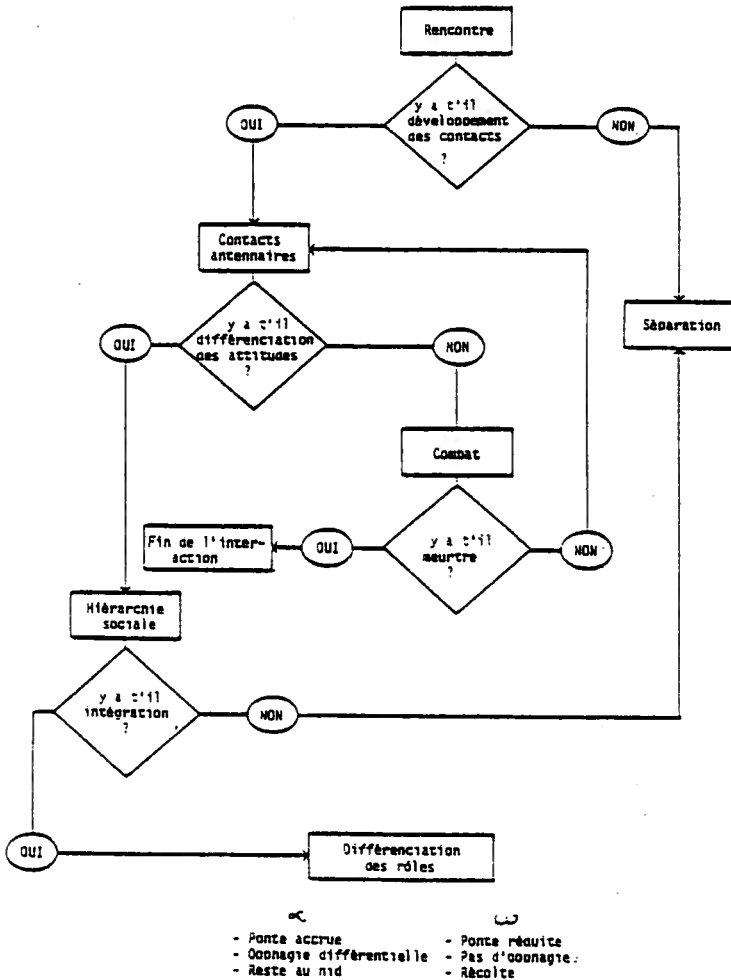 Rencontre
y a t'il
développement
des contacts
?
OUI
NON
Contacts
antennaires
Séparation
y a t'il
différenciation
des attitudes
?
OUI
NON
Combat
y a t'il
meurtre
?
OUI
NON
Fin de l'inter-
action
Hiérarchie
sociale
y a t'il
intégration
?
NON
OUI
Différenciation
des rôles
α
ω
- Ponte accrue
- Ponte réduite
- Oophagie différentielle
- Pas d'oophagie.
- Reste au nid
- Récolte